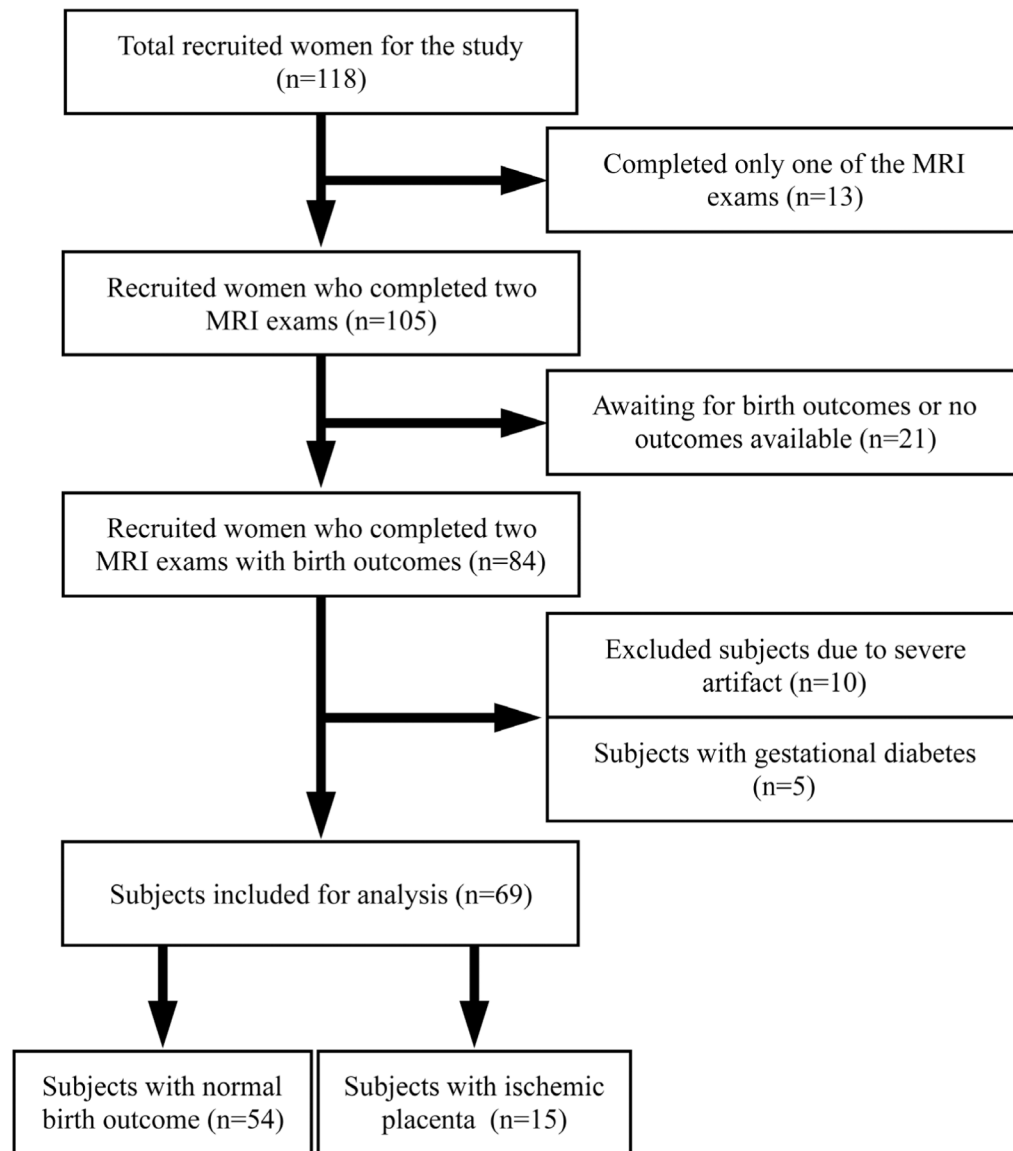 Total recruited women for the study
(n=118)
Completed only one of the MRI
exams (n=13)
Recruited women who completed two
MRI exams (n=105)
Awaiting for birth outcomes or no
outcomes available (n=21)
Recruited women who completed two
MRI exams with birth outcomes (n=84)
Excluded subjects due to severe
artifact (n=10)
Subjects with gestational diabetes
(n=5)
Subjects included for analysis (n=69)
Subjects with normal
birth outcome (n=54)
Subjects with ischemic
placenta (n=15)